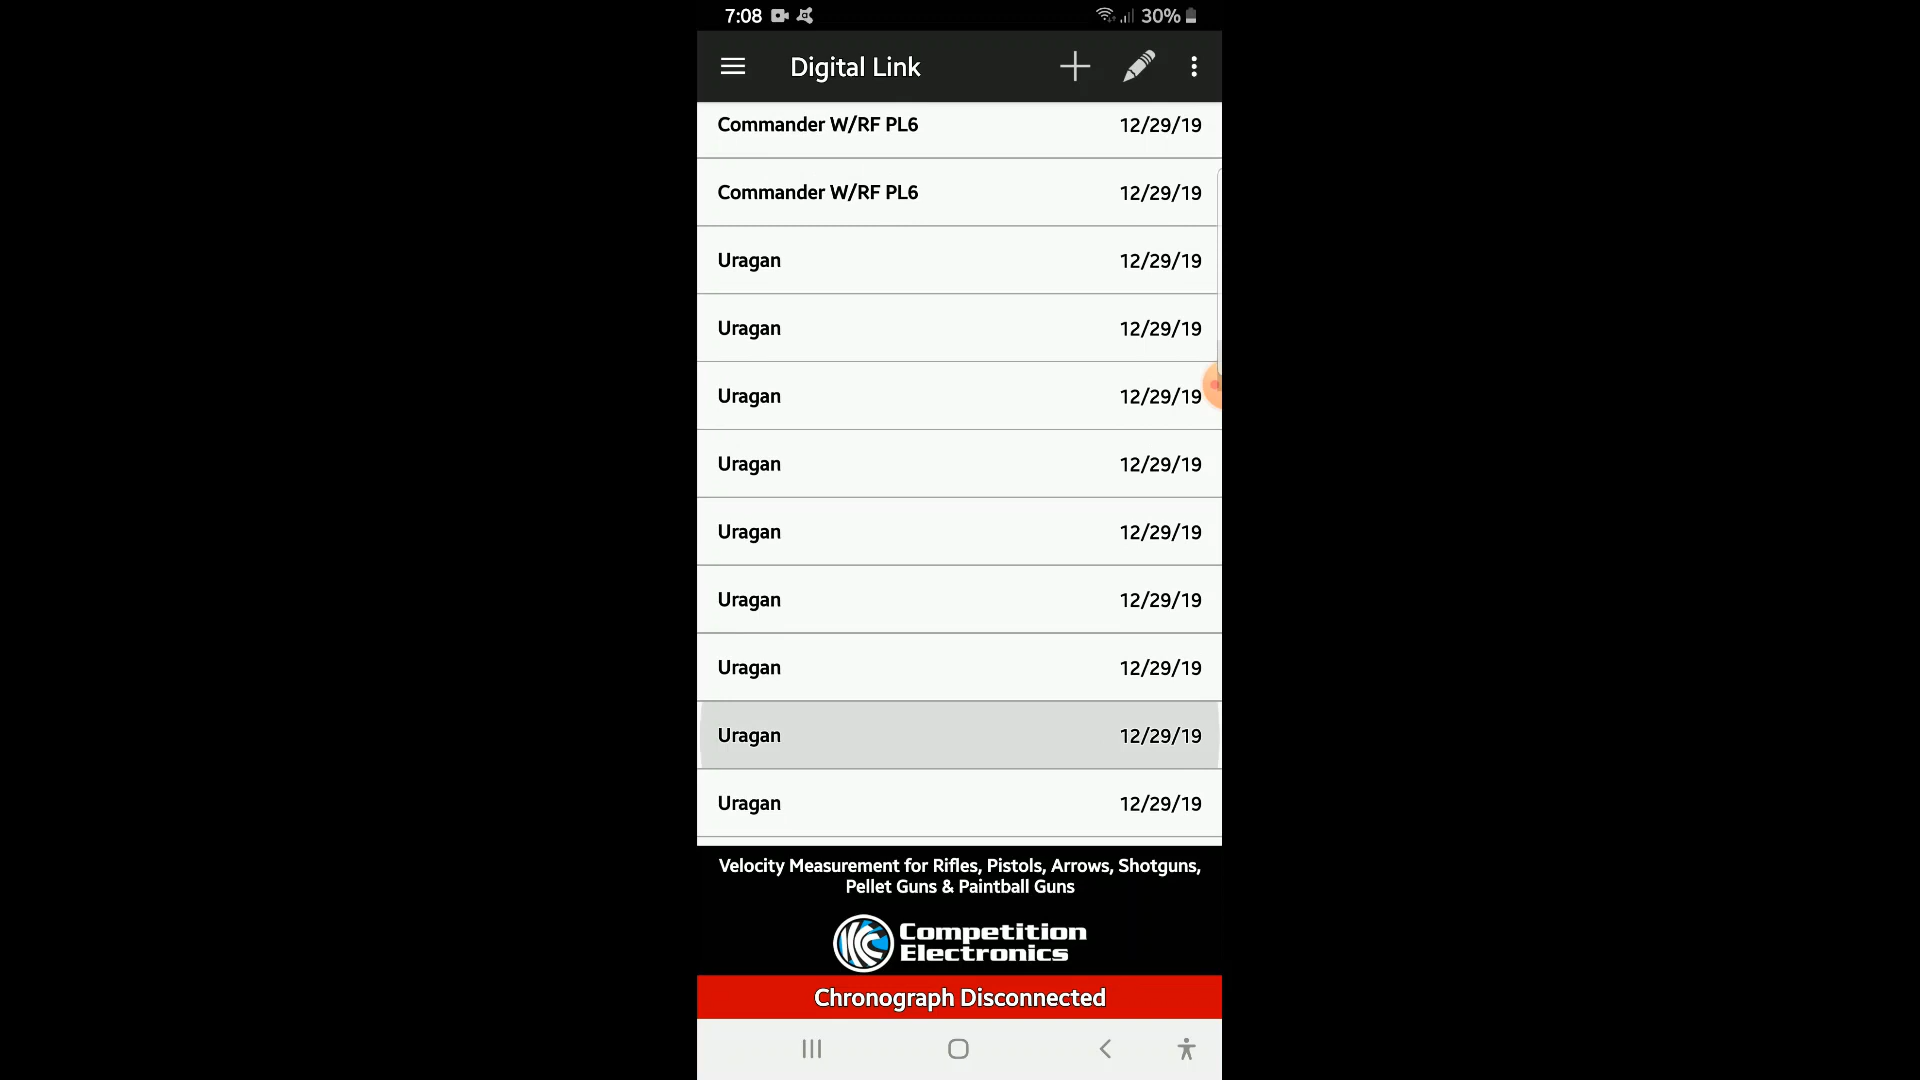 7:08 30%
Digital Link
Commander W/RF PL6 12/29/19
Commander W/RF PL6 12/29/19
Uragan 12/29/19
Uragan 12/29/19
Uragan 12/29/19
Uragan 12/29/19
Uragan 12/29/19
Uragan 12/29/19
Uragan 12/29/19
Uragan 12/29/19
Uragan 12/29/19
Velocity Measurement for Rifles, Pistols, Arrows, Shotguns,
Pellet Guns & Paintball Guns
Competition
Electronics
Chronograph Disconnected